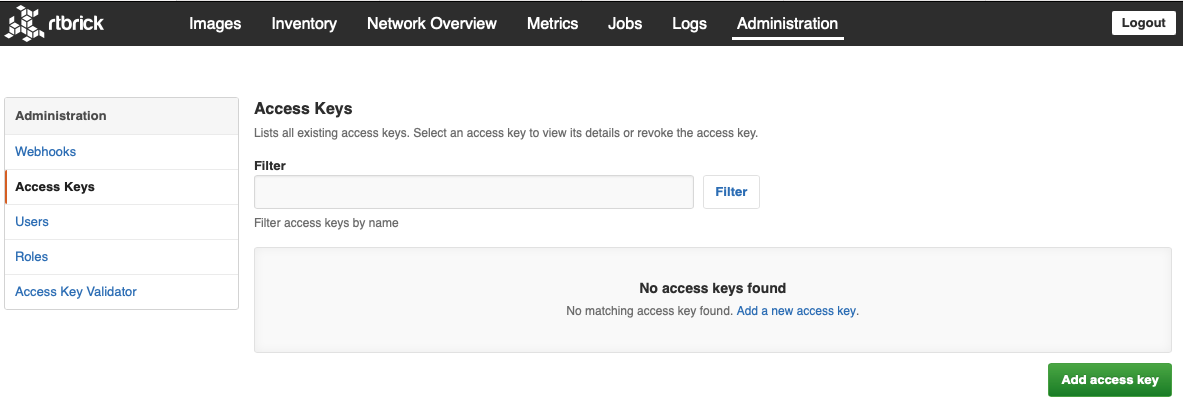 rtbrick
Images Inventory Network Overview Metrics Jobs Logs Administration
Logout
Administration
Webhooks
Access Keys
Users
Roles
Access Key Validator
Access Keys
Lists all existing access keys. Select an access key to view its details or revoke the access key.
Filter
Filter
Filter access keys by name
No access keys found
No matching access key found. Add a new access key.
Add access key